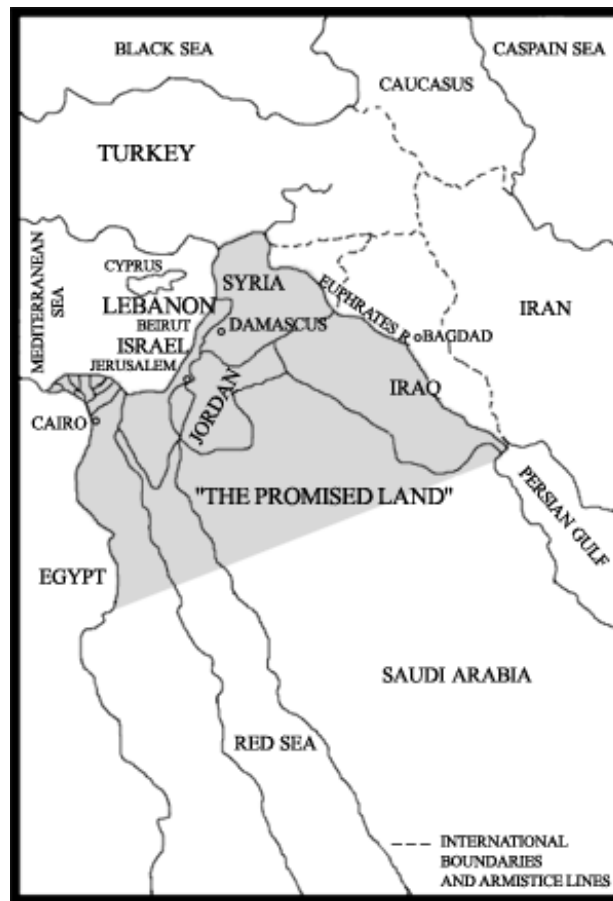 BLACK SEA
CASPAIN SEA
CAUCASUS
TURKEY
MEDITERRANEAN
SEA
CYPRUS
SYRIA
LEBANON
BEIRUT
DAMASCUS
ISRAEL
JERUSALEM
JORDAN
EUPHRATES R
BAGDAD
IRAN
IRAQ
CAIRO
"THE PROMISED LAND"
PERSIAN GULF
EGYPT
SAUDI ARABIA
RED SEA
INTERNATIONAL
BOUNDARIES
AND ARMISTICE LINES